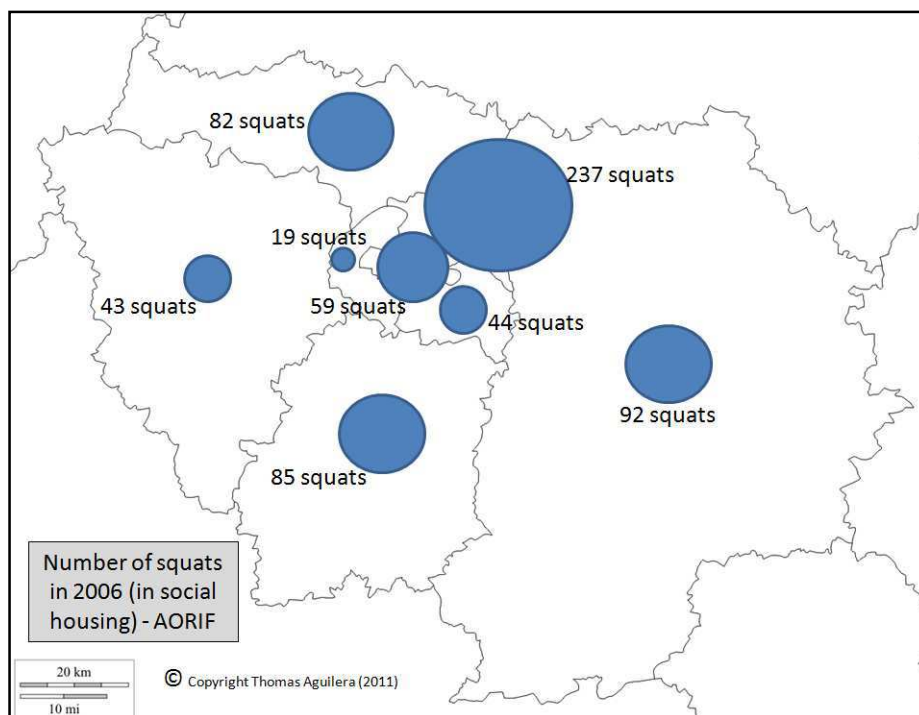 82 squats
237 squats
19 squats
43 squats
59 squats
44 squats
92 squats
85 squats
Number of squats
in 2006 (in social
housing) - AORIF
20 km
10 mi
© Copyright Thomas Aguilera (2011)